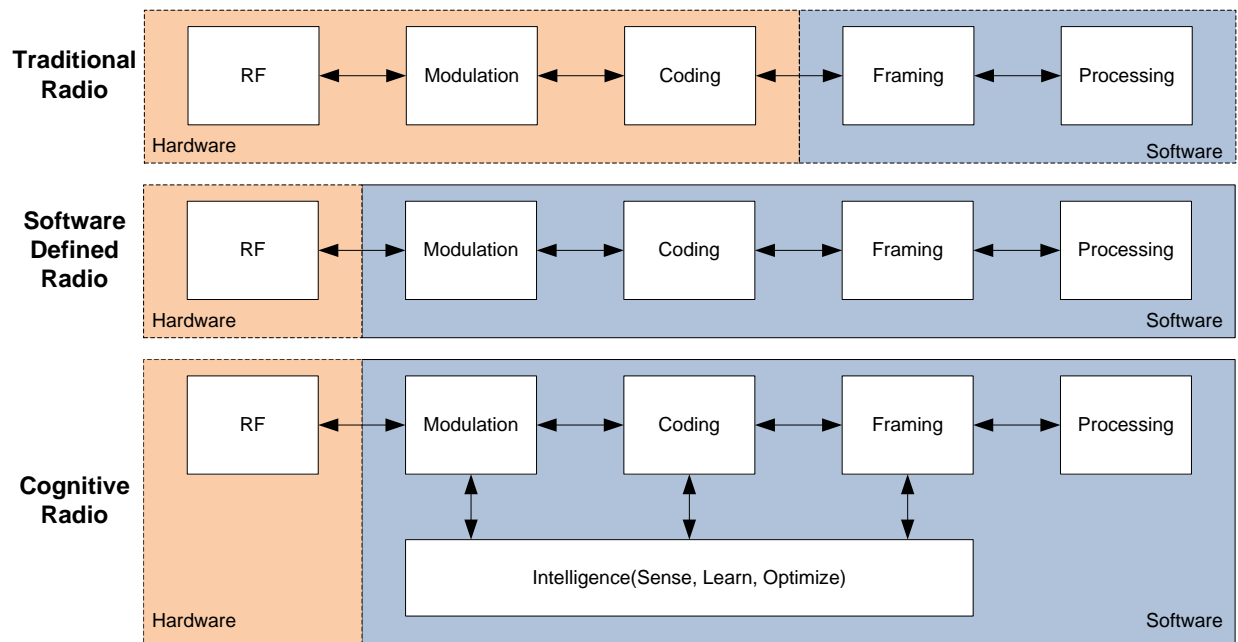 Traditional
Radio
RF
Modulation
Coding
Framing
Processing
Hardware
Software
Software
Defined
Radio
RF
Modulation
Coding
Framing
Processing
Hardware
Software
Cognitive
Radio
RF
Modulation
Coding
Framing
Processing
Intelligence(Sense, Learn, Optimize)
Hardware
Software